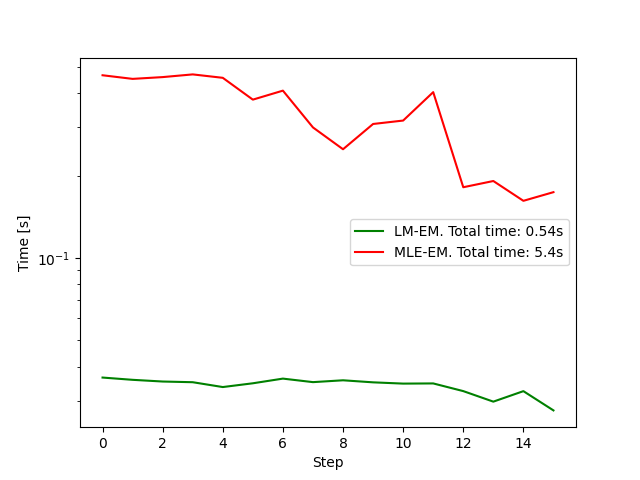 Time [s]
10⁻¹
LM-EM. Total time: 0.54s
MLE-EM. Total time: 5.4s
0 2 4 6 8 10 12 14
Step